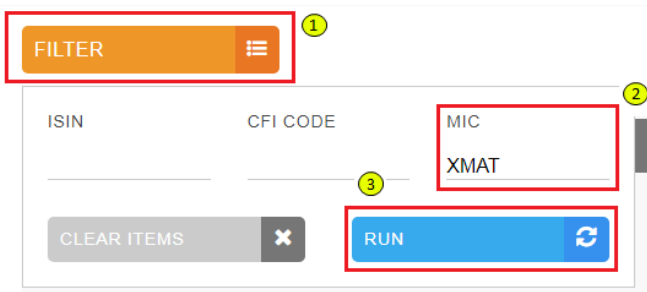 FILTER
1
2
ISIN CFI CODE MIC
XMAT
3
CLEAR ITEMS RUN